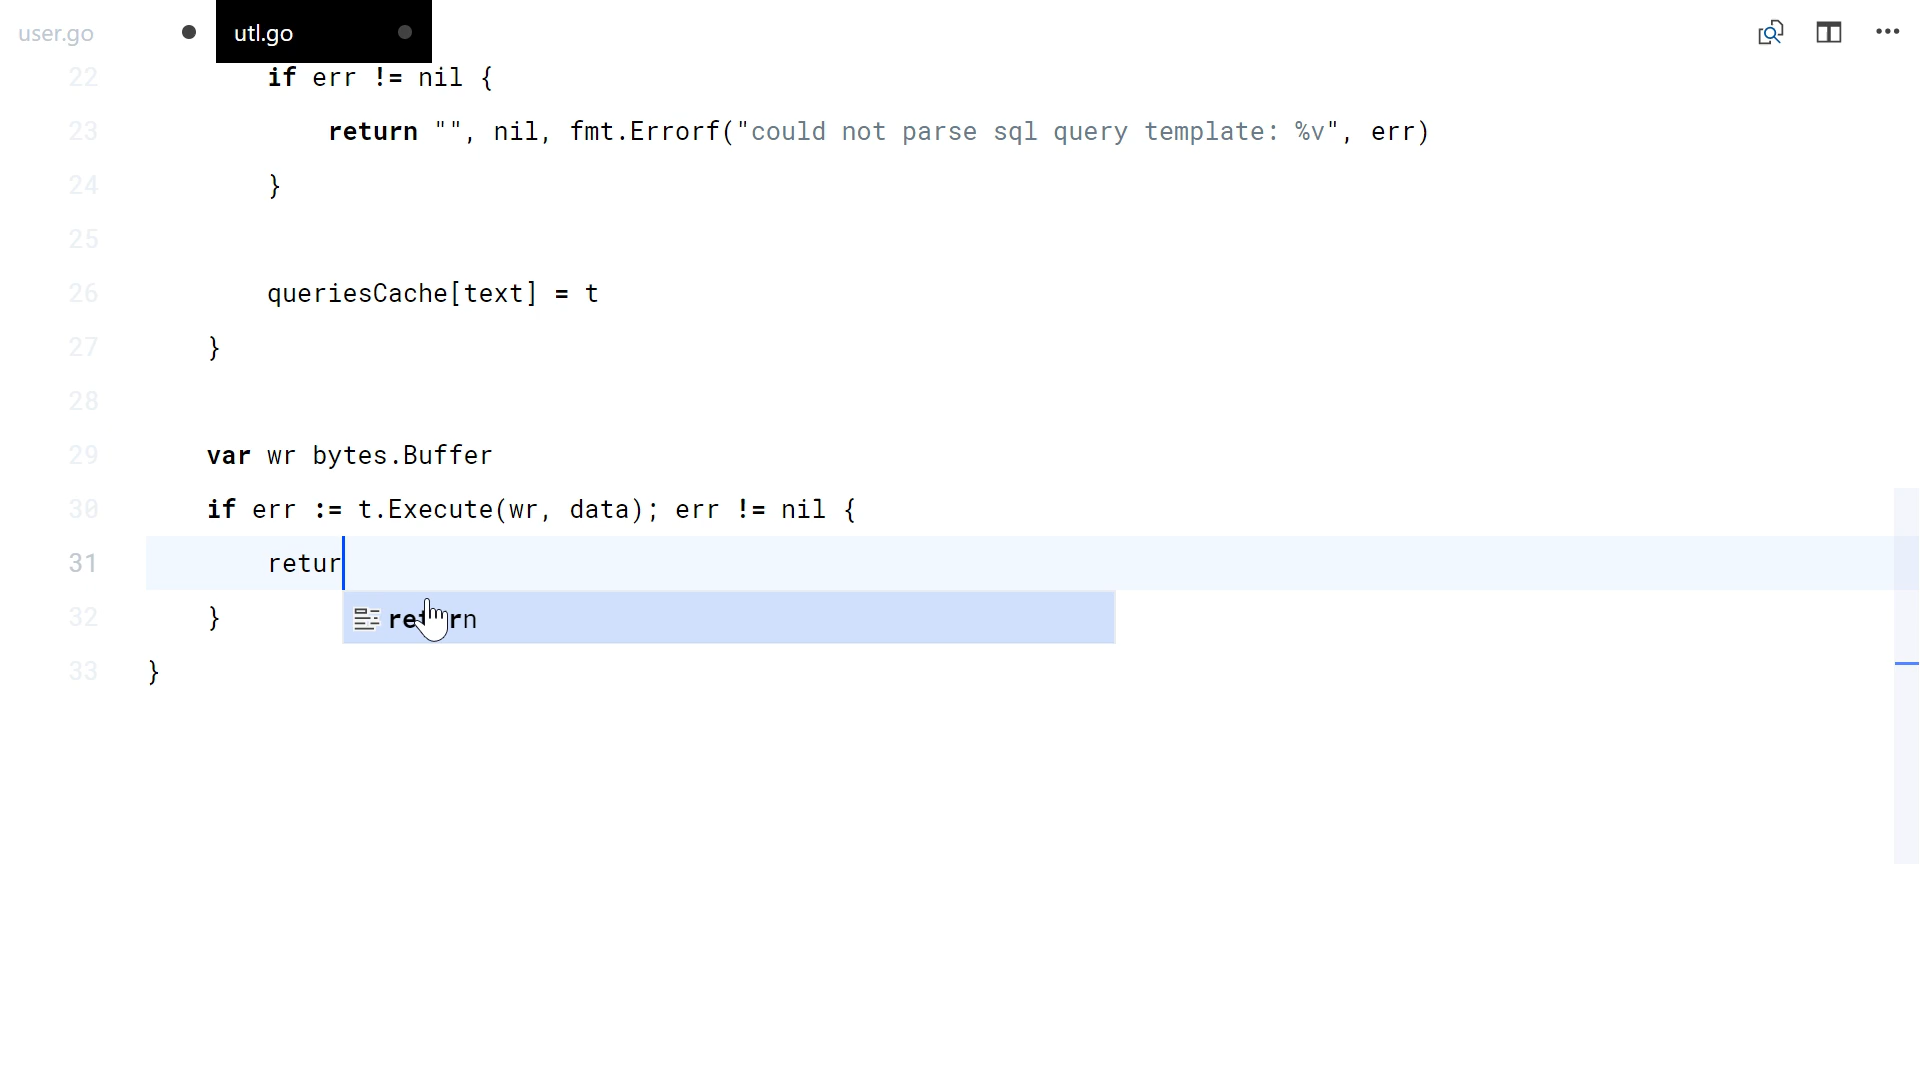 user.go
utl.go
22 if err != nil {
23 return "", nil, fmt.Errorf("could not parse sql query template: %v", err)
24 }
25
26 queriesCache[text] = t
27 }
28
29 var wr bytes.Buffer
30 if err := t.Execute(wr, data); err != nil {
31 retur
return
32 }
33 }